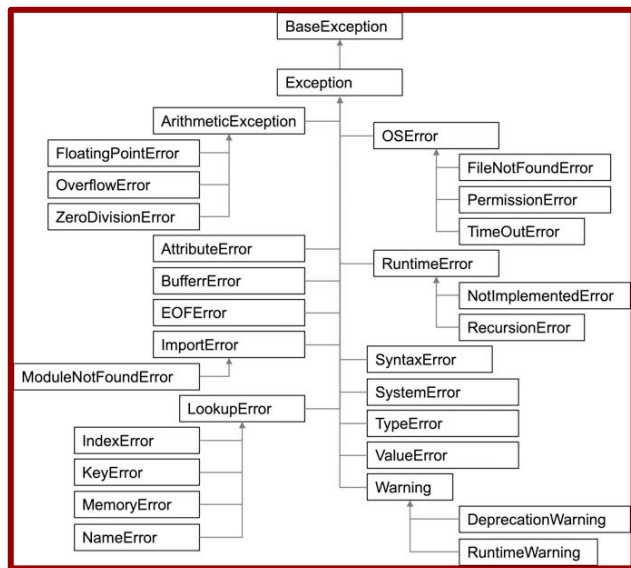 BaseException
Exception
ArithmeticException
FloatingPointError
OverflowError
ZeroDivisionError
AttributeError
BufferrError
EOFError
ImportError
ModuleNotFoundError
LookupError
IndexError
KeyError
MemoryError
NameError
OSError
FileNotFoundError
PermissionError
TimeOutError
RuntimeError
NotImplementedError
RecursionError
SyntaxError
SystemError
TypeError
ValueError
Warning
DeprecationWarning
RuntimeWarning